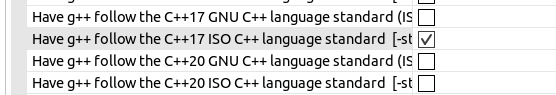 Have g++ follow the C++17 GNU C++ language standard (IS
Have g++ follow the C++17 ISO C++ language standard [-st
Have g++ follow the C++20 GNU C++ language standard (IS
Have g++ follow the C++20 ISO C++ language standard [-st